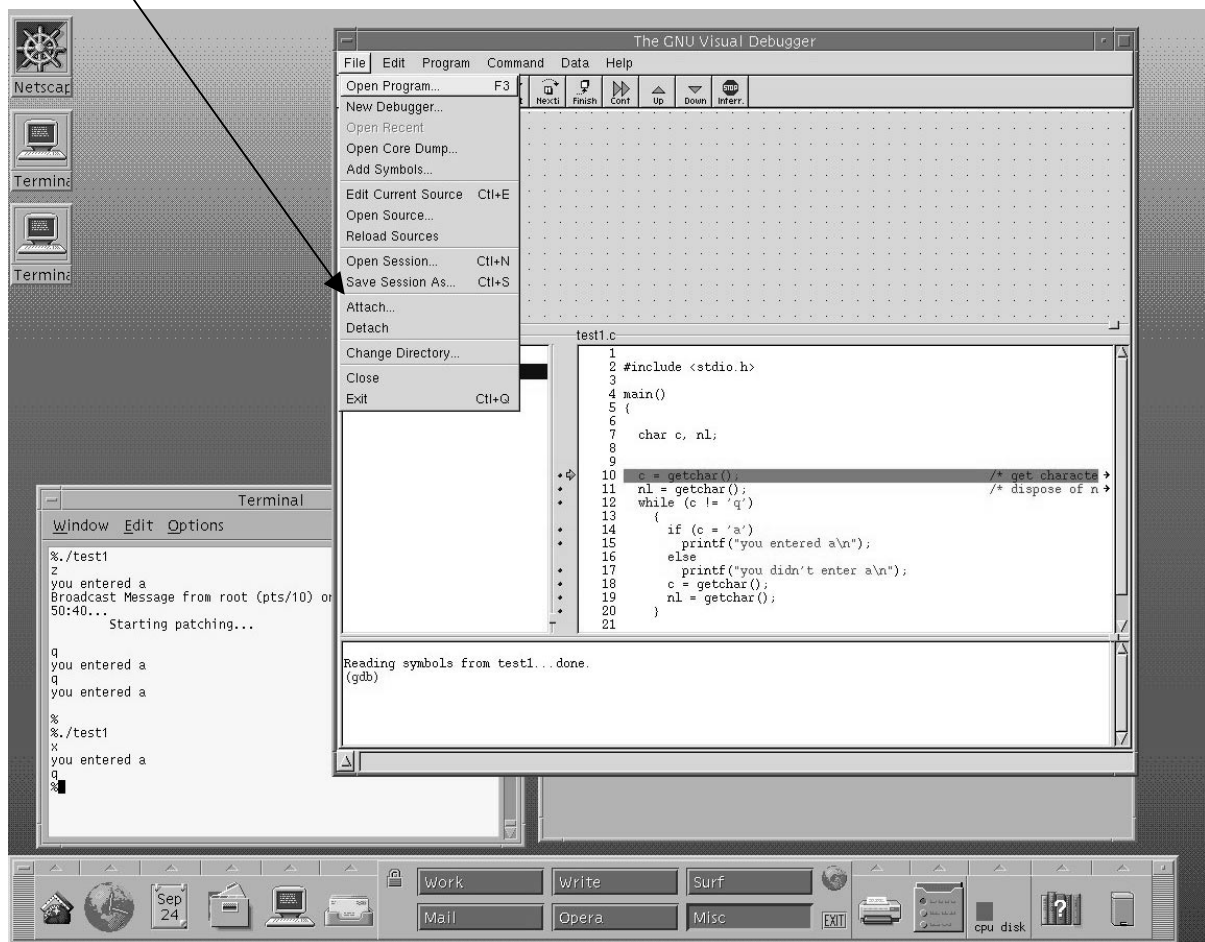 Netscap
Termina
Termina
The GNU Visual Debugger
File Edit Program Command Data Help
Nexti Finish Cont Up Down Interr.
Open Program... F3
New Debugger...
Open Recent
Open Core Dump...
Add Symbols...
Edit Current Source Ctl+E
Open Source...
Reload Sources
Open Session... Ctl+N
Save Session As... Ctl+S
Attach...
Detach
Change Directory...
Close
Exit Ctl+Q
test1.c
1
2 #include <stdio.h>
3
4 main()
5 {
6
7 char c, nl;
8
9
10 c = getchar(); /* get characte
11 nl = getchar(); /* dispose of n
12 while (c != 'q')
13 {
14 if (c = 'a')
15 printf("you entered a\n");
16 else
17 printf("you didn't enter a\n");
18 c = getchar();
19 nl = getchar();
20 }
21
Reading symbols from test1...done.
(gdb)
Terminal
Window Edit Options
%./test1
z
you entered a
Broadcast Message from root (pts/10) or
50:40...
Starting patching...
q
you entered a
q
you entered a
%
%./test1
x
you entered a
q
%
Sep
24
Work Write Surf
Mail Opera Misc
EXIT
cpu disk
?